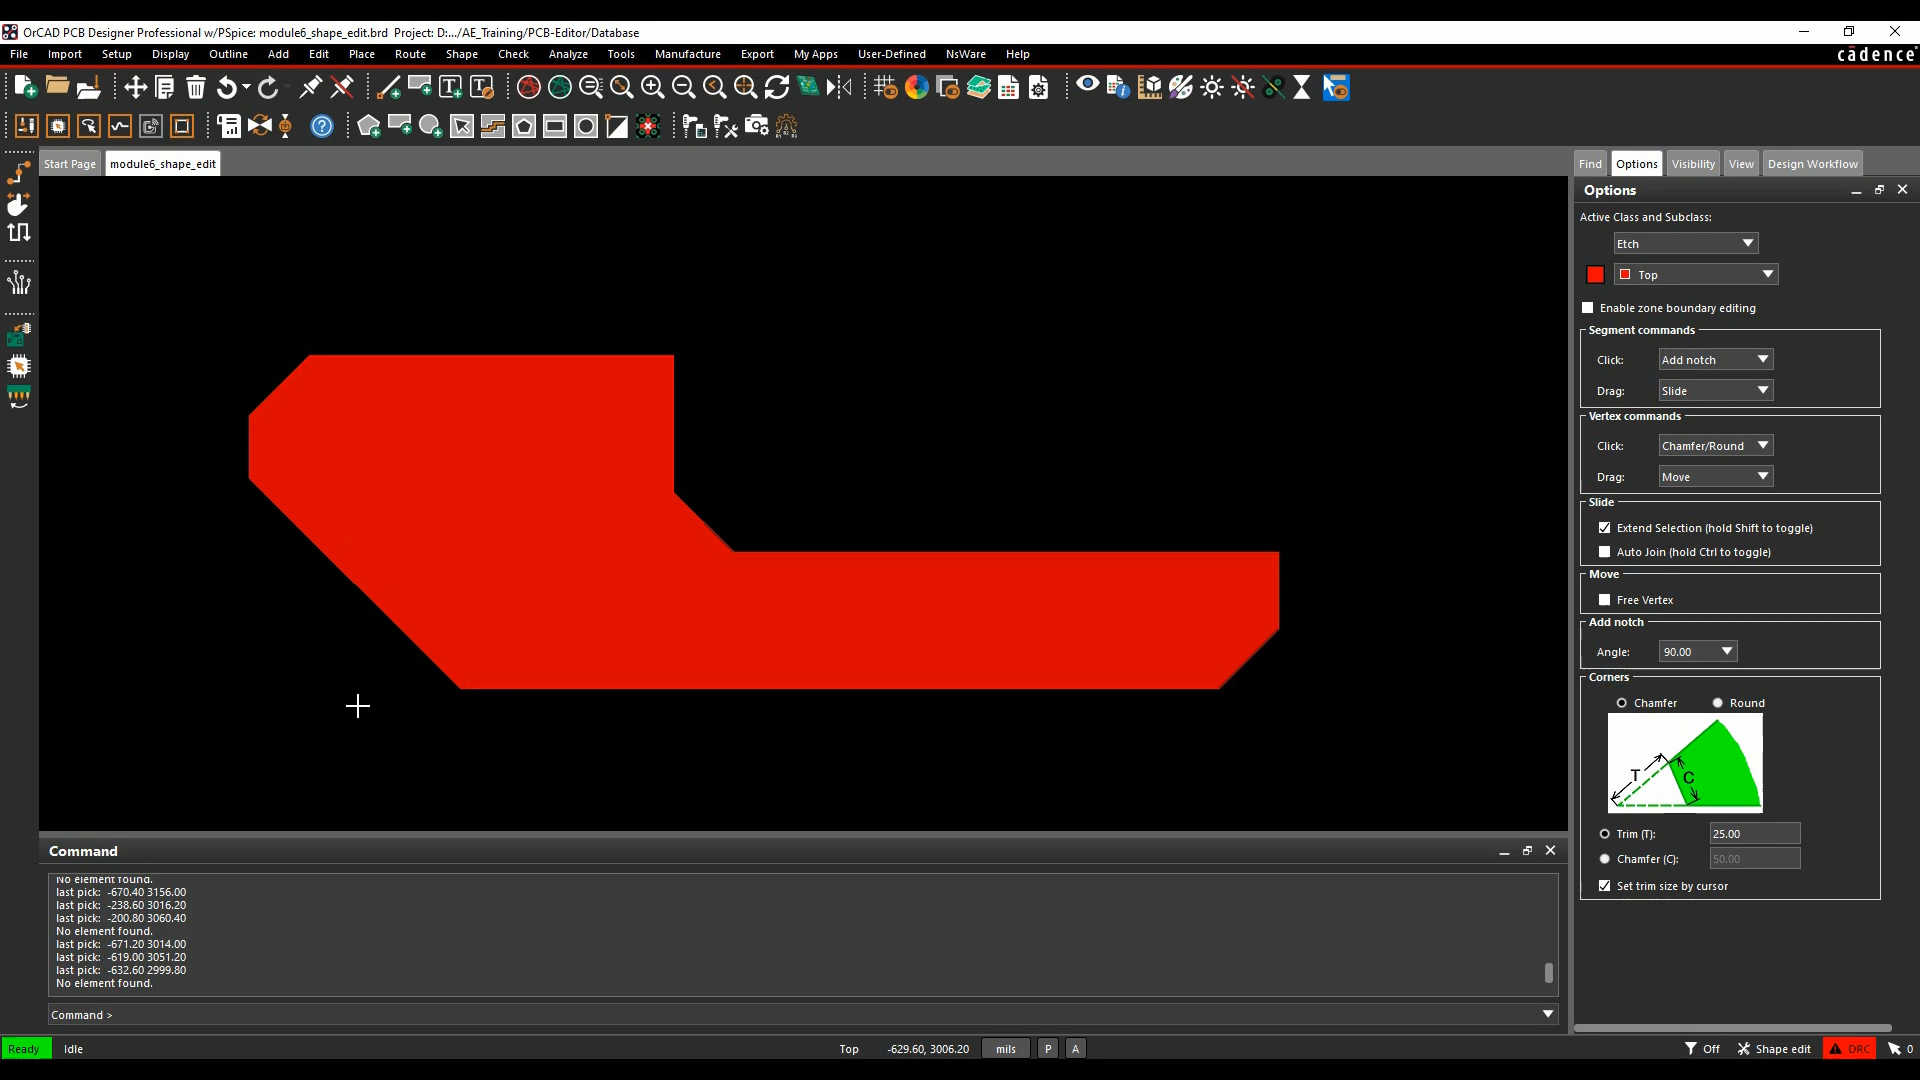 OrCAD PCB Designer Professional w/PSpice: module6_shape_edit.brd Project: D:.../AE_Training/PCB-Editor/Database
File Import Setup Display Outline Add Edit Place Route Shape Check Analyze Tools Manufacture Export My Apps User-Defined NsWare Help
cādence
Start Page module6_shape_edit
Find Options Visibility View Design Workflow
Options
Active Class and Subclass:
Etch
Top
Enable zone boundary editing
Segment commands
Click: Add notch
Drag: Slide
Vertex commands
Click: Chamfer/Round
Drag: Move
Slide
Extend Selection (hold Shift to toggle)
Auto Join (hold Ctrl to toggle)
Move
Free Vertex
Add notch
Angle: 90.00
Corners
Chamfer Round
T C
Trim (T): 25.00
Chamfer (C): 50.00
Set trim size by cursor
Command
No element found.
last pick: -670.40 3156.00
last pick: -238.60 3016.20
last pick: -200.80 3060.40
No element found.
last pick: -671.20 3014.00
last pick: -619.00 3051.20
last pick: -632.60 2999.80
No element found.
Command >
Ready Idle Top -629.60, 3006.20 mils P A Off Shape edit DRC 0